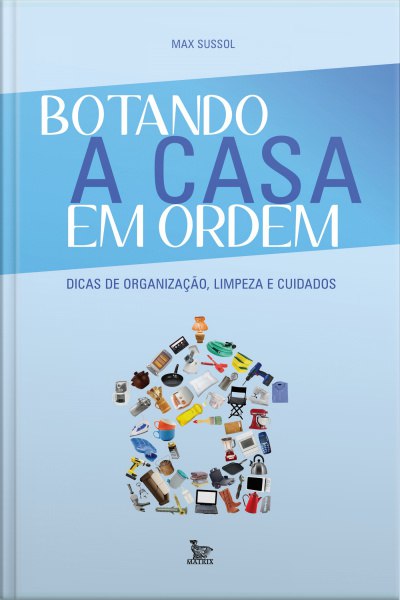 MAX SUSSOL
BOTANDO
A CASA
EM ORDEM
DICAS DE ORGANIZAÇÃO, LIMPEZA E CUIDADOS
MATRIX